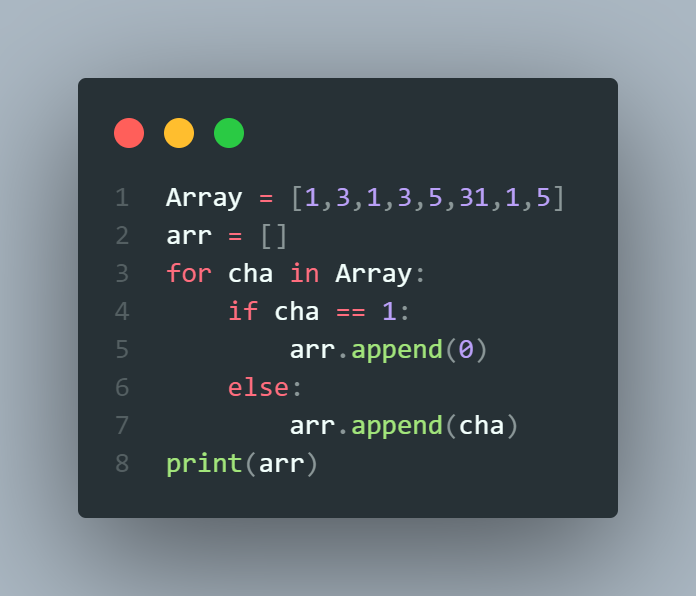 1 Array = [1,3,1,3,5,31,1,5]
2 arr = []
3 for cha in Array:
4     if cha == 1:
5         arr.append(0)
6     else:
7         arr.append(cha)
8 print(arr)